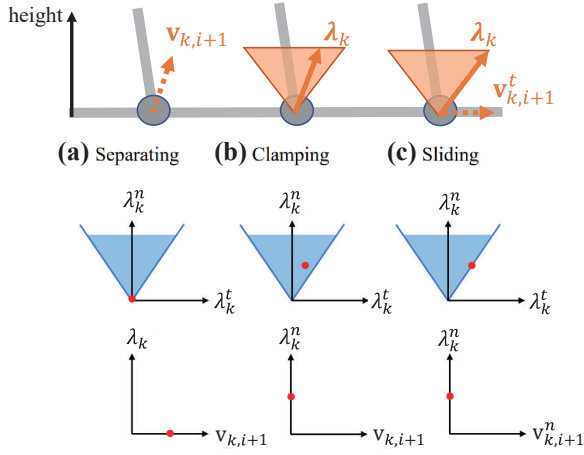 height
v_{k,i+1}
λ_k
λ_k
v^t_{k,i+1}
(a) Separating (b) Clamping (c) Sliding
λ^n_k λ^n_k λ^n_k
λ^t_k λ^t_k λ^t_k
λ_k λ^n_k λ^n_k
v_{k,i+1} v_{k,i+1} v^n_{k,i+1}